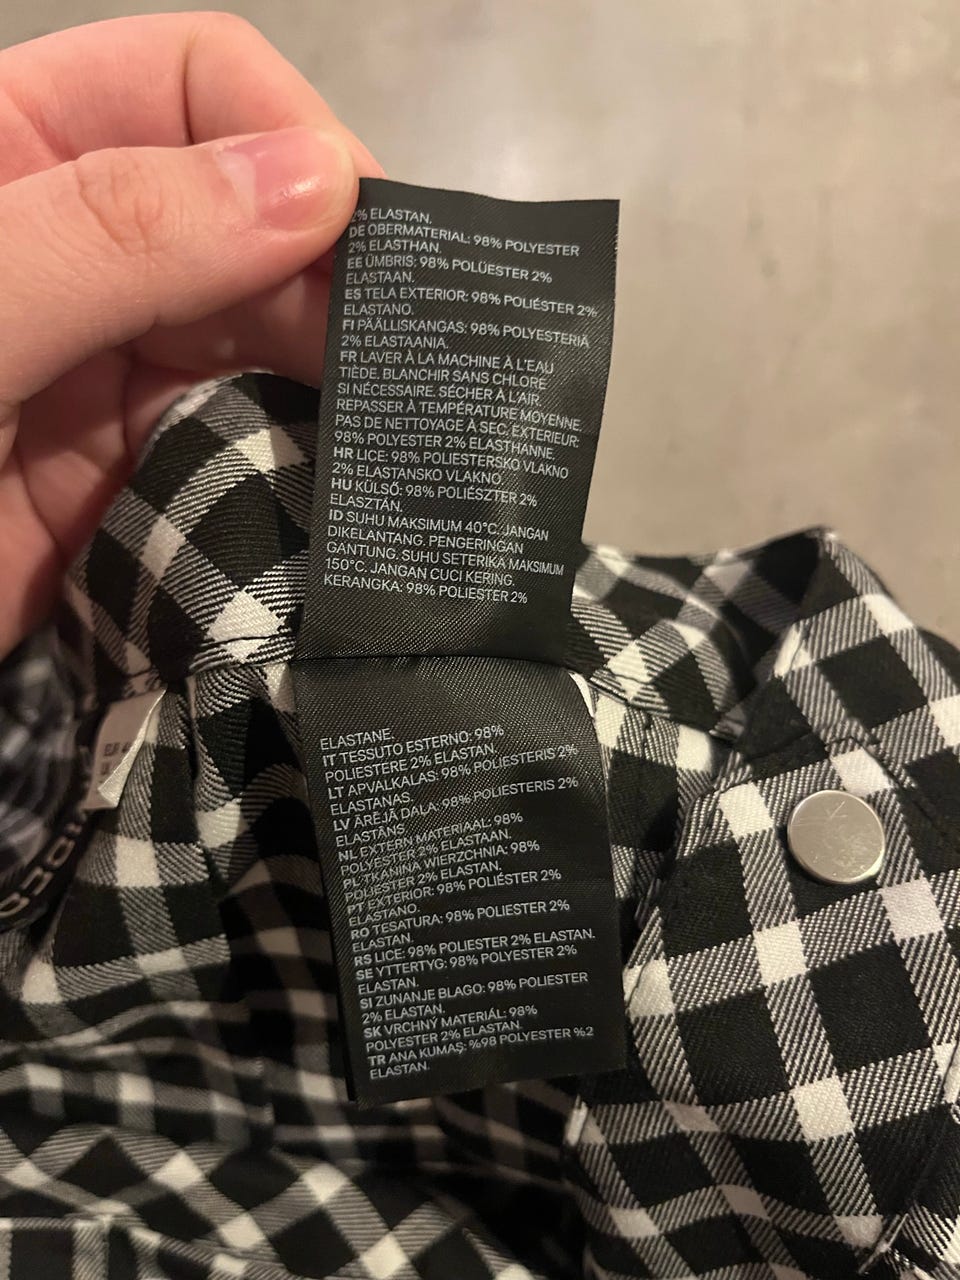 2% ELASTAN.
DE OBERMATERIAL: 98% POLYESTER
2% ELASTHAN.
EE ÜMBRIS: 98% POLÜESTER 2%
ELASTAAN.
ES TELA EXTERIOR: 98% POLIÉSTER 2%
ELASTANO.
FI PÄÄLLISKANGAS: 98% POLYESTERIÄ
2% ELASTAANIA.
FR LAVER À LA MACHINE À L'EAU
TIÈDE. BLANCHIR SANS CHLORE
SI NÉCESSAIRE. SÉCHER À L'AIR.
REPASSER À TEMPÉRATURE MOYENNE.
PAS DE NETTOYAGE À SEC. EXTERIEUR:
98% POLYESTER 2% ELASTHANNE.
HR LICE: 98% POLIESTERSKO VLAKNO
2% ELASTANSKO VLAKNO.
HU KÜLSŐ: 98% POLIÉSZTER 2%
ELASZTÁN.
ID SUHU MAKSIMUM 40°C. JANGAN
DIKELANTANG. PENGERINGAN
GANTUNG. SUHU SETERIKA MAKSIMUM
150°C. JANGAN CUCI KERING.
KERANGKA: 98% POLIESTER 2%
ELASTANE.
IT TESSUTO ESTERNO: 98%
POLIESTERE 2% ELASTAN.
LT APVALKALAS: 98% POLIESTERIS 2%
ELASTANAS.
LV ĀRĒJĀ DAĻA: 98% POLIESTERIS 2%
ELASTĀNS.
NL EXTERN MATERIAAL: 98%
POLYESTER 2% ELASTAAN.
PL TKANINA WIERZCHNIA: 98%
POLIESTER 2% ELASTAN.
PT EXTERIOR: 98% POLIÉSTER 2%
ELASTANO.
RO TESATURA: 98% POLIESTER 2%
ELASTAN.
RS LICE: 98% POLIESTER 2% ELASTAN.
SE YTTERTYG: 98% POLYESTER 2%
ELASTAN.
SI ZUNANJE BLAGO: 98% POLIESTER
2% ELASTAN.
SK VRCHNÝ MATERIÁL: 98%
POLYESTER 2% ELASTAN.
TR ANA KUMAŞ: %98 POLYESTER %2
ELASTAN.
EUR